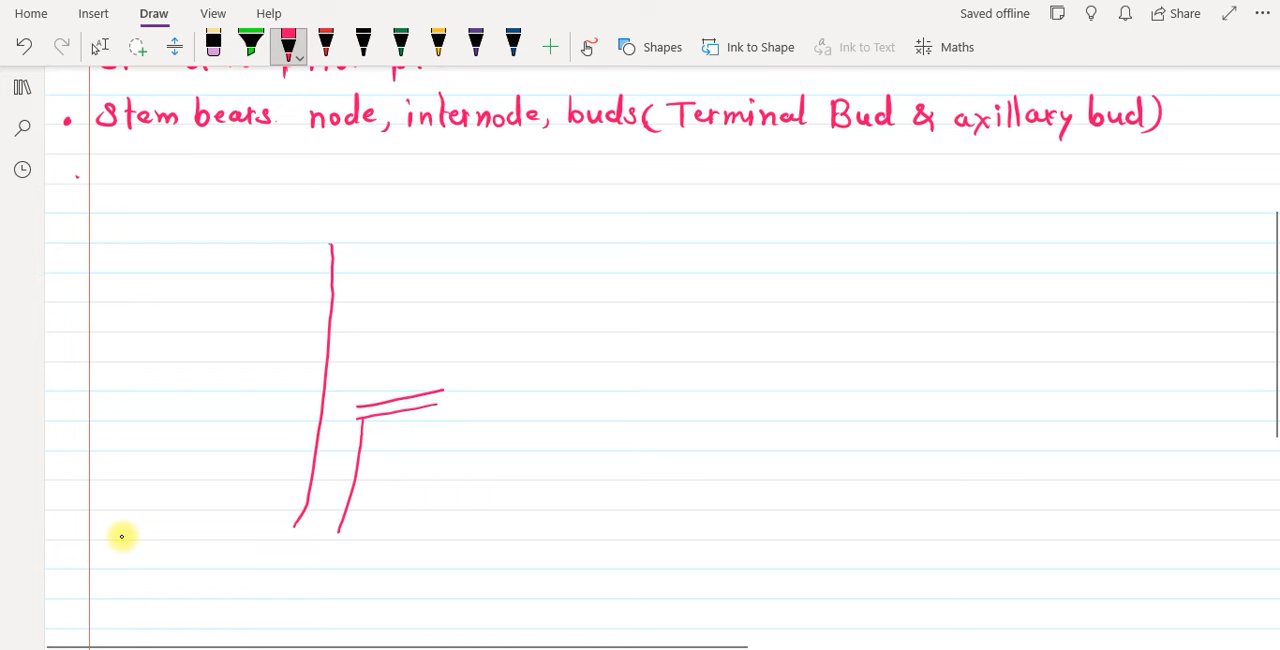 Home Insert Draw View Help Saved offline Share
Shapes Ink to Shape Ink to Text Maths
• Stem bears node, internode, buds( Terminal Bud & axillary bud)